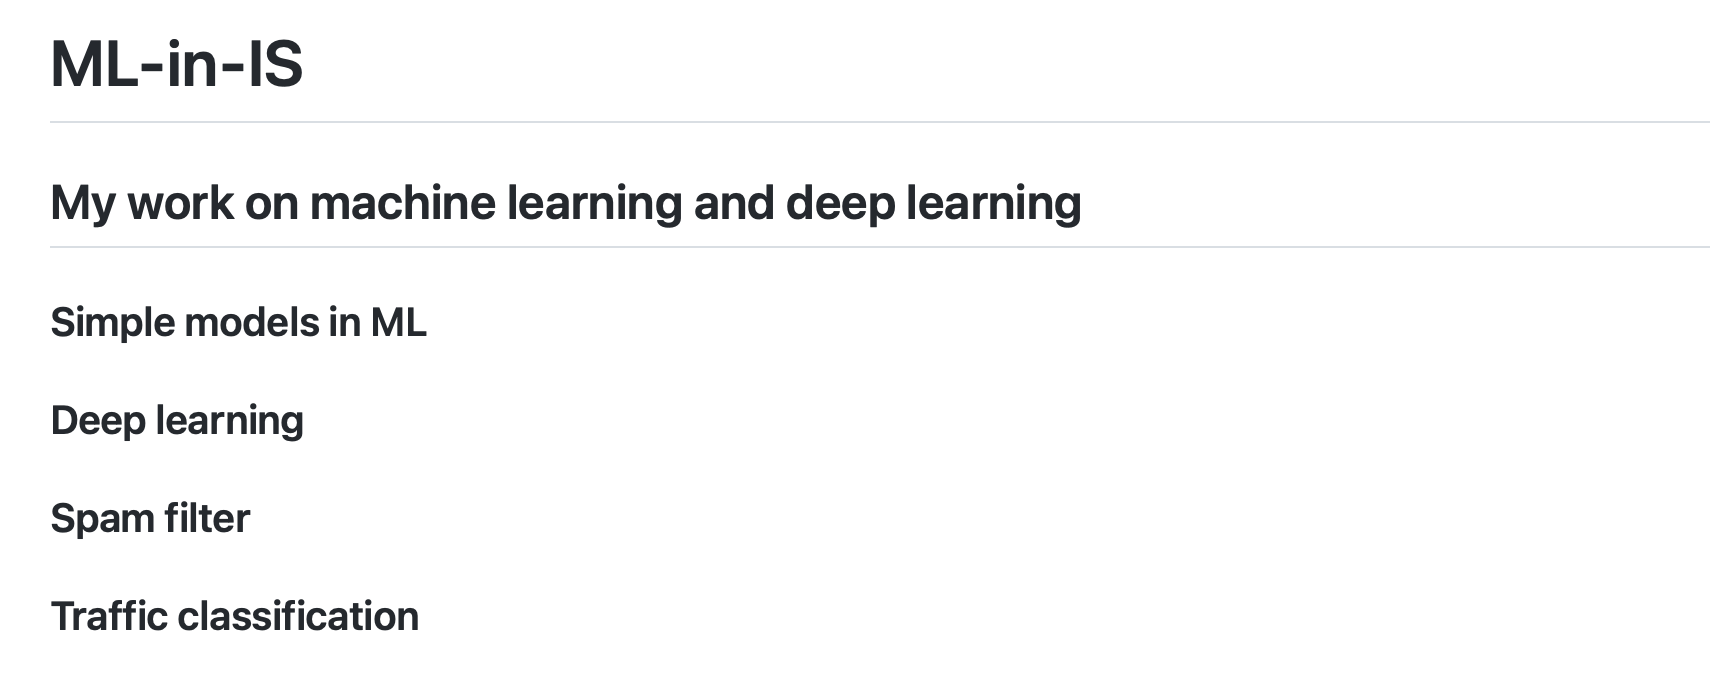 ML-in-IS
My work on machine learning and deep learning
Simple models in ML
Deep learning
Spam filter
Traffic classification